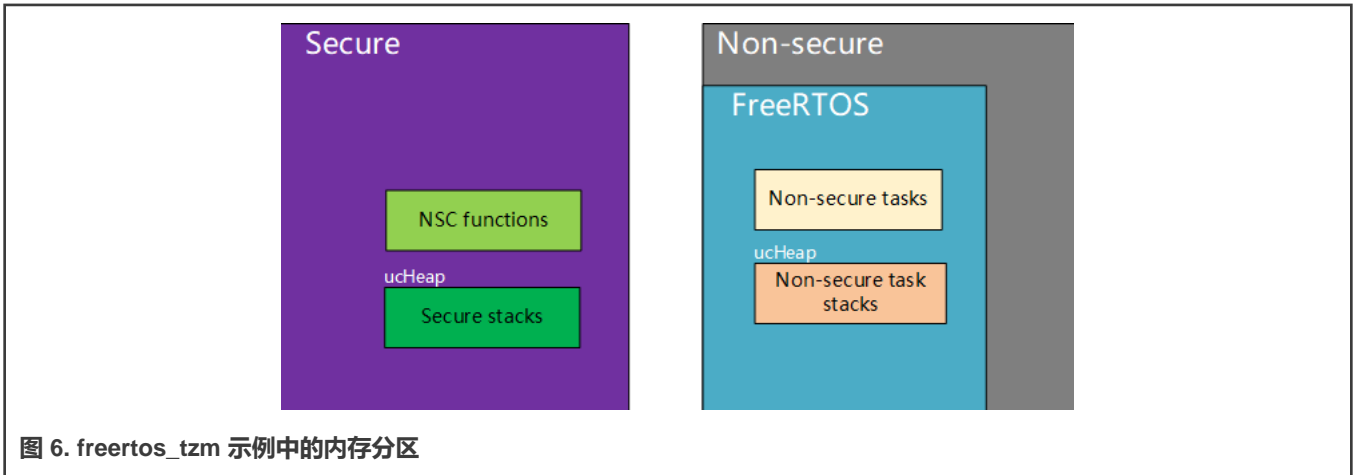 Secure
NSC functions
ucHeap
Secure stacks
Non-secure
FreeRTOS
Non-secure tasks
ucHeap
Non-secure task
stacks
图 6. freertos_tzm 示例中的内存分区